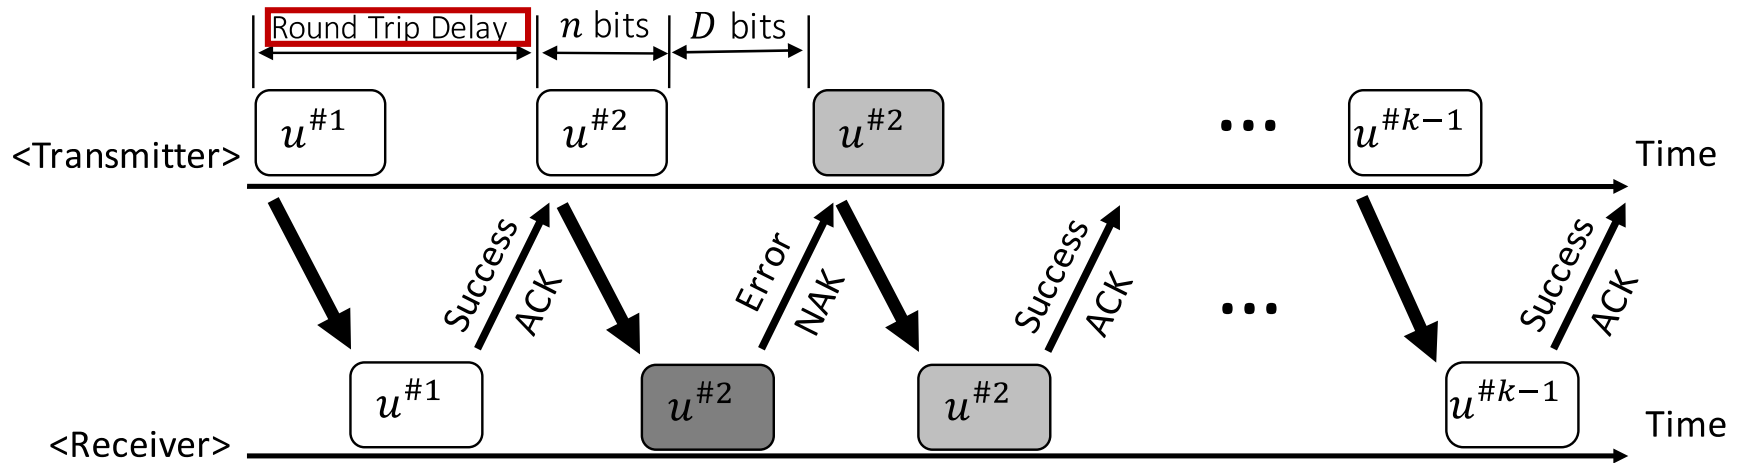 Round Trip Delay
n bits
D bits
<Transmitter>
u^{#1}
u^{#2}
u^{#2}
...
u^{#k−1}
Time
Success
ACK
Error
NAK
Success
ACK
...
Success
ACK
<Receiver>
u^{#1}
u^{#2}
u^{#2}
u^{#k−1}
Time